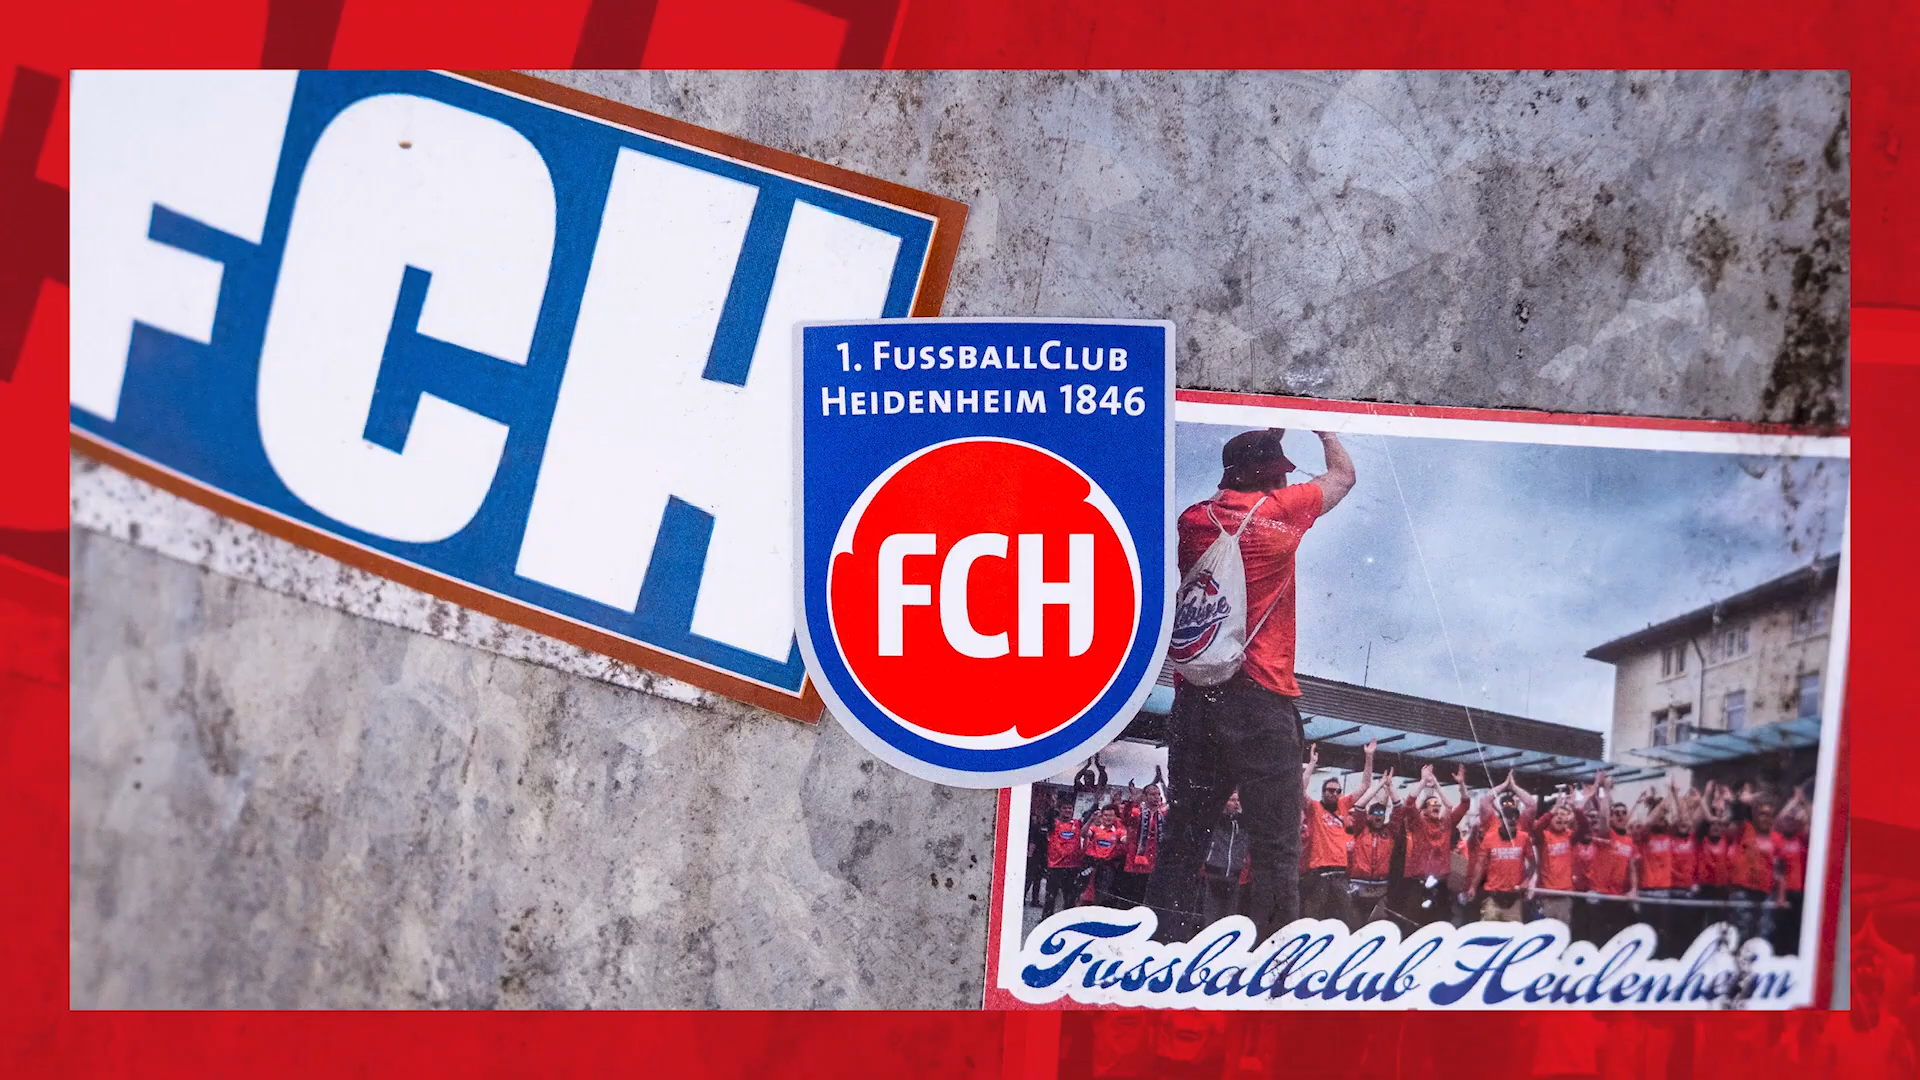 FCH
1. FUSSBALLCLUB
HEIDENHEIM 1846
FCH
Fussballclub Heidenheim